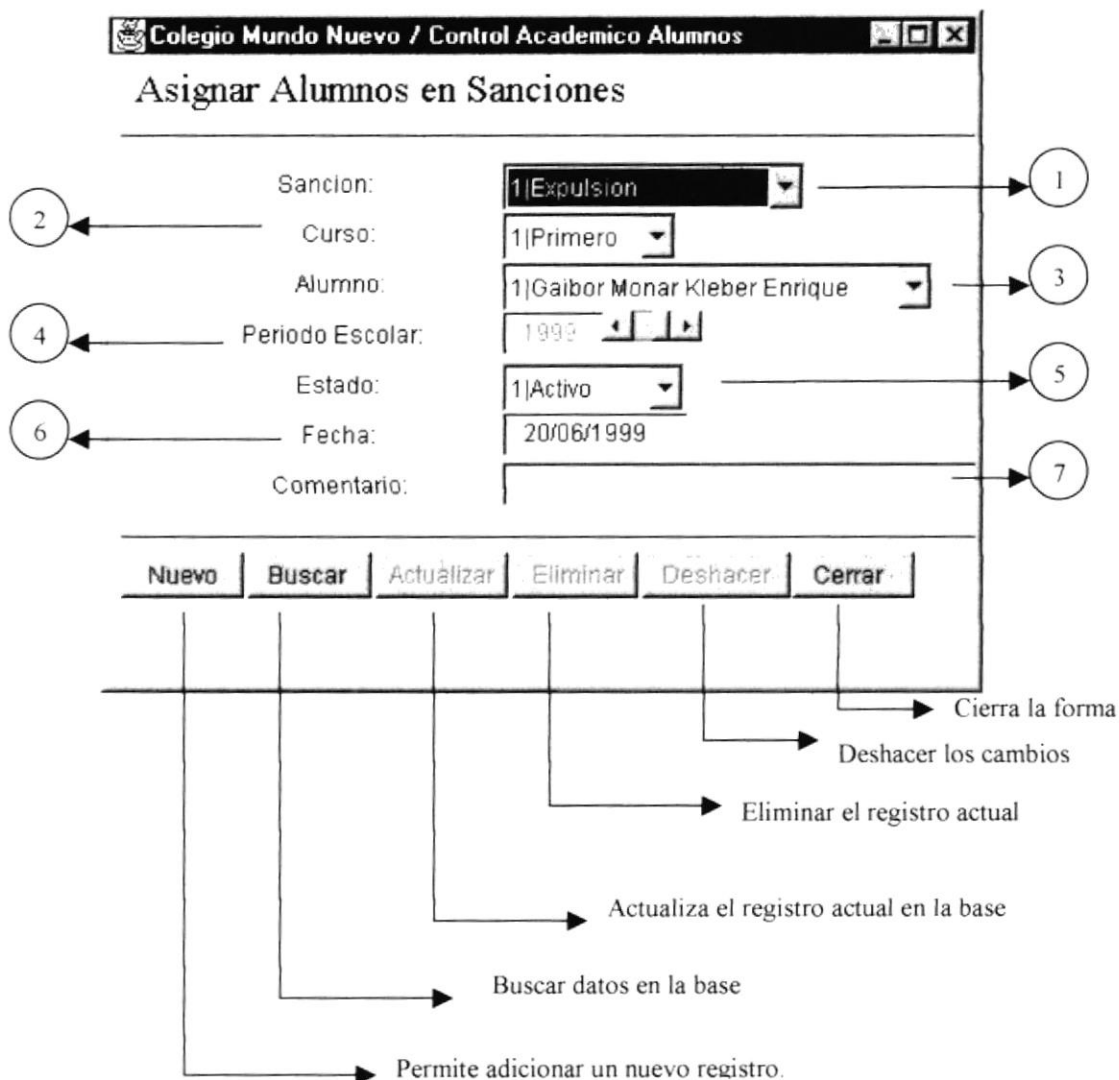 Colegio Mundo Nuevo / Control Academico Alumnos
Asignar Alumnos en Sanciones
Sancion: 1|Expulsion 1
2 Curso: 1|Primero
Alumno: 1|Gaibor Monar Kleber Enrique 3
4 Periodo Escolar: 1999
Estado: 1|Activo 5
6 Fecha: 20/06/1999
Comentario: 7
Nuevo Buscar Actualizar Eliminar Deshacer Cerrar
Cierra la forma
Deshacer los cambios
Eliminar el registro actual
Actualiza el registro actual en la base
Buscar datos en la base
Permite adicionar un nuevo registro.